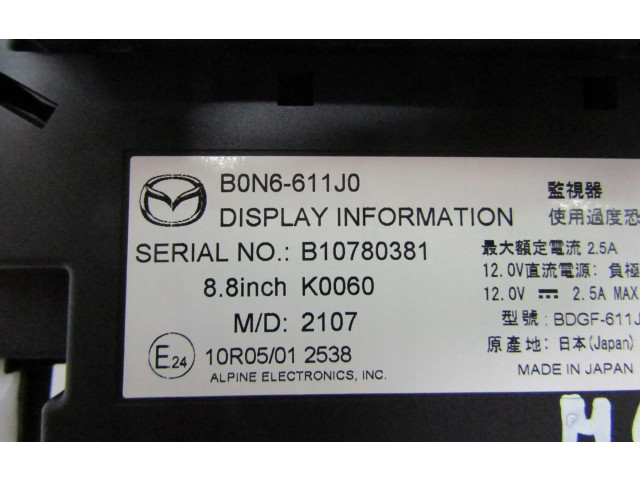 B0N6-611J0
DISPLAY INFORMATION
SERIAL NO.: B10780381
8.8inch K0060
M/D: 2107
E24 10R05/01 2538
ALPINE ELECTRONICS, INC.
監視器
使用過度恐
最大額定電流 2.5A
12.0V直流電源: 負極
12.0V ⎓ 2.5A MAX
型號: BDGF-611J
原產地: 日本(Japan)
MADE IN JAPAN
H